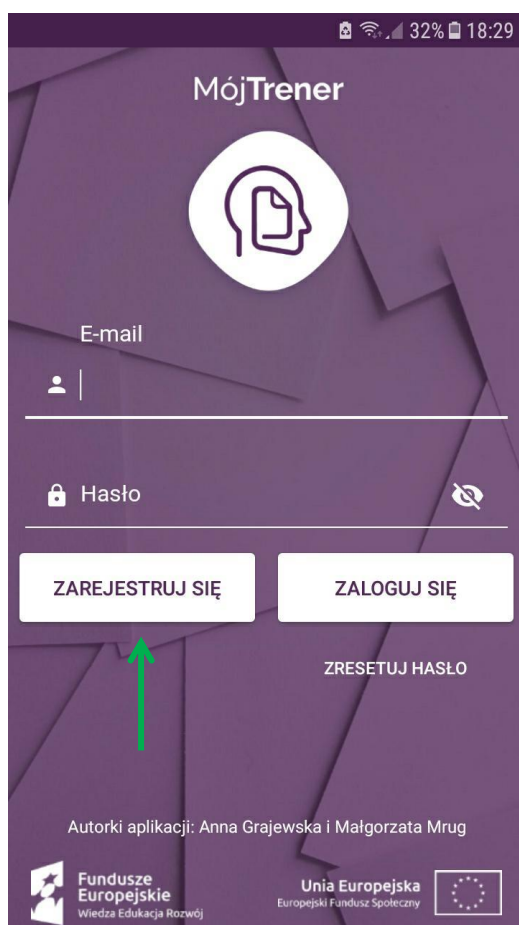 32% 18:29
MójTrener
E-mail
Hasło
ZAREJESTRUJ SIĘ ZALOGUJ SIĘ
ZRESETUJ HASŁO
Autorki aplikacji: Anna Grajewska i Małgorzata Mrug
Fundusze
Europejskie
Wiedza Edukacja Rozwój
Unia Europejska
Europejski Fundusz Społeczny